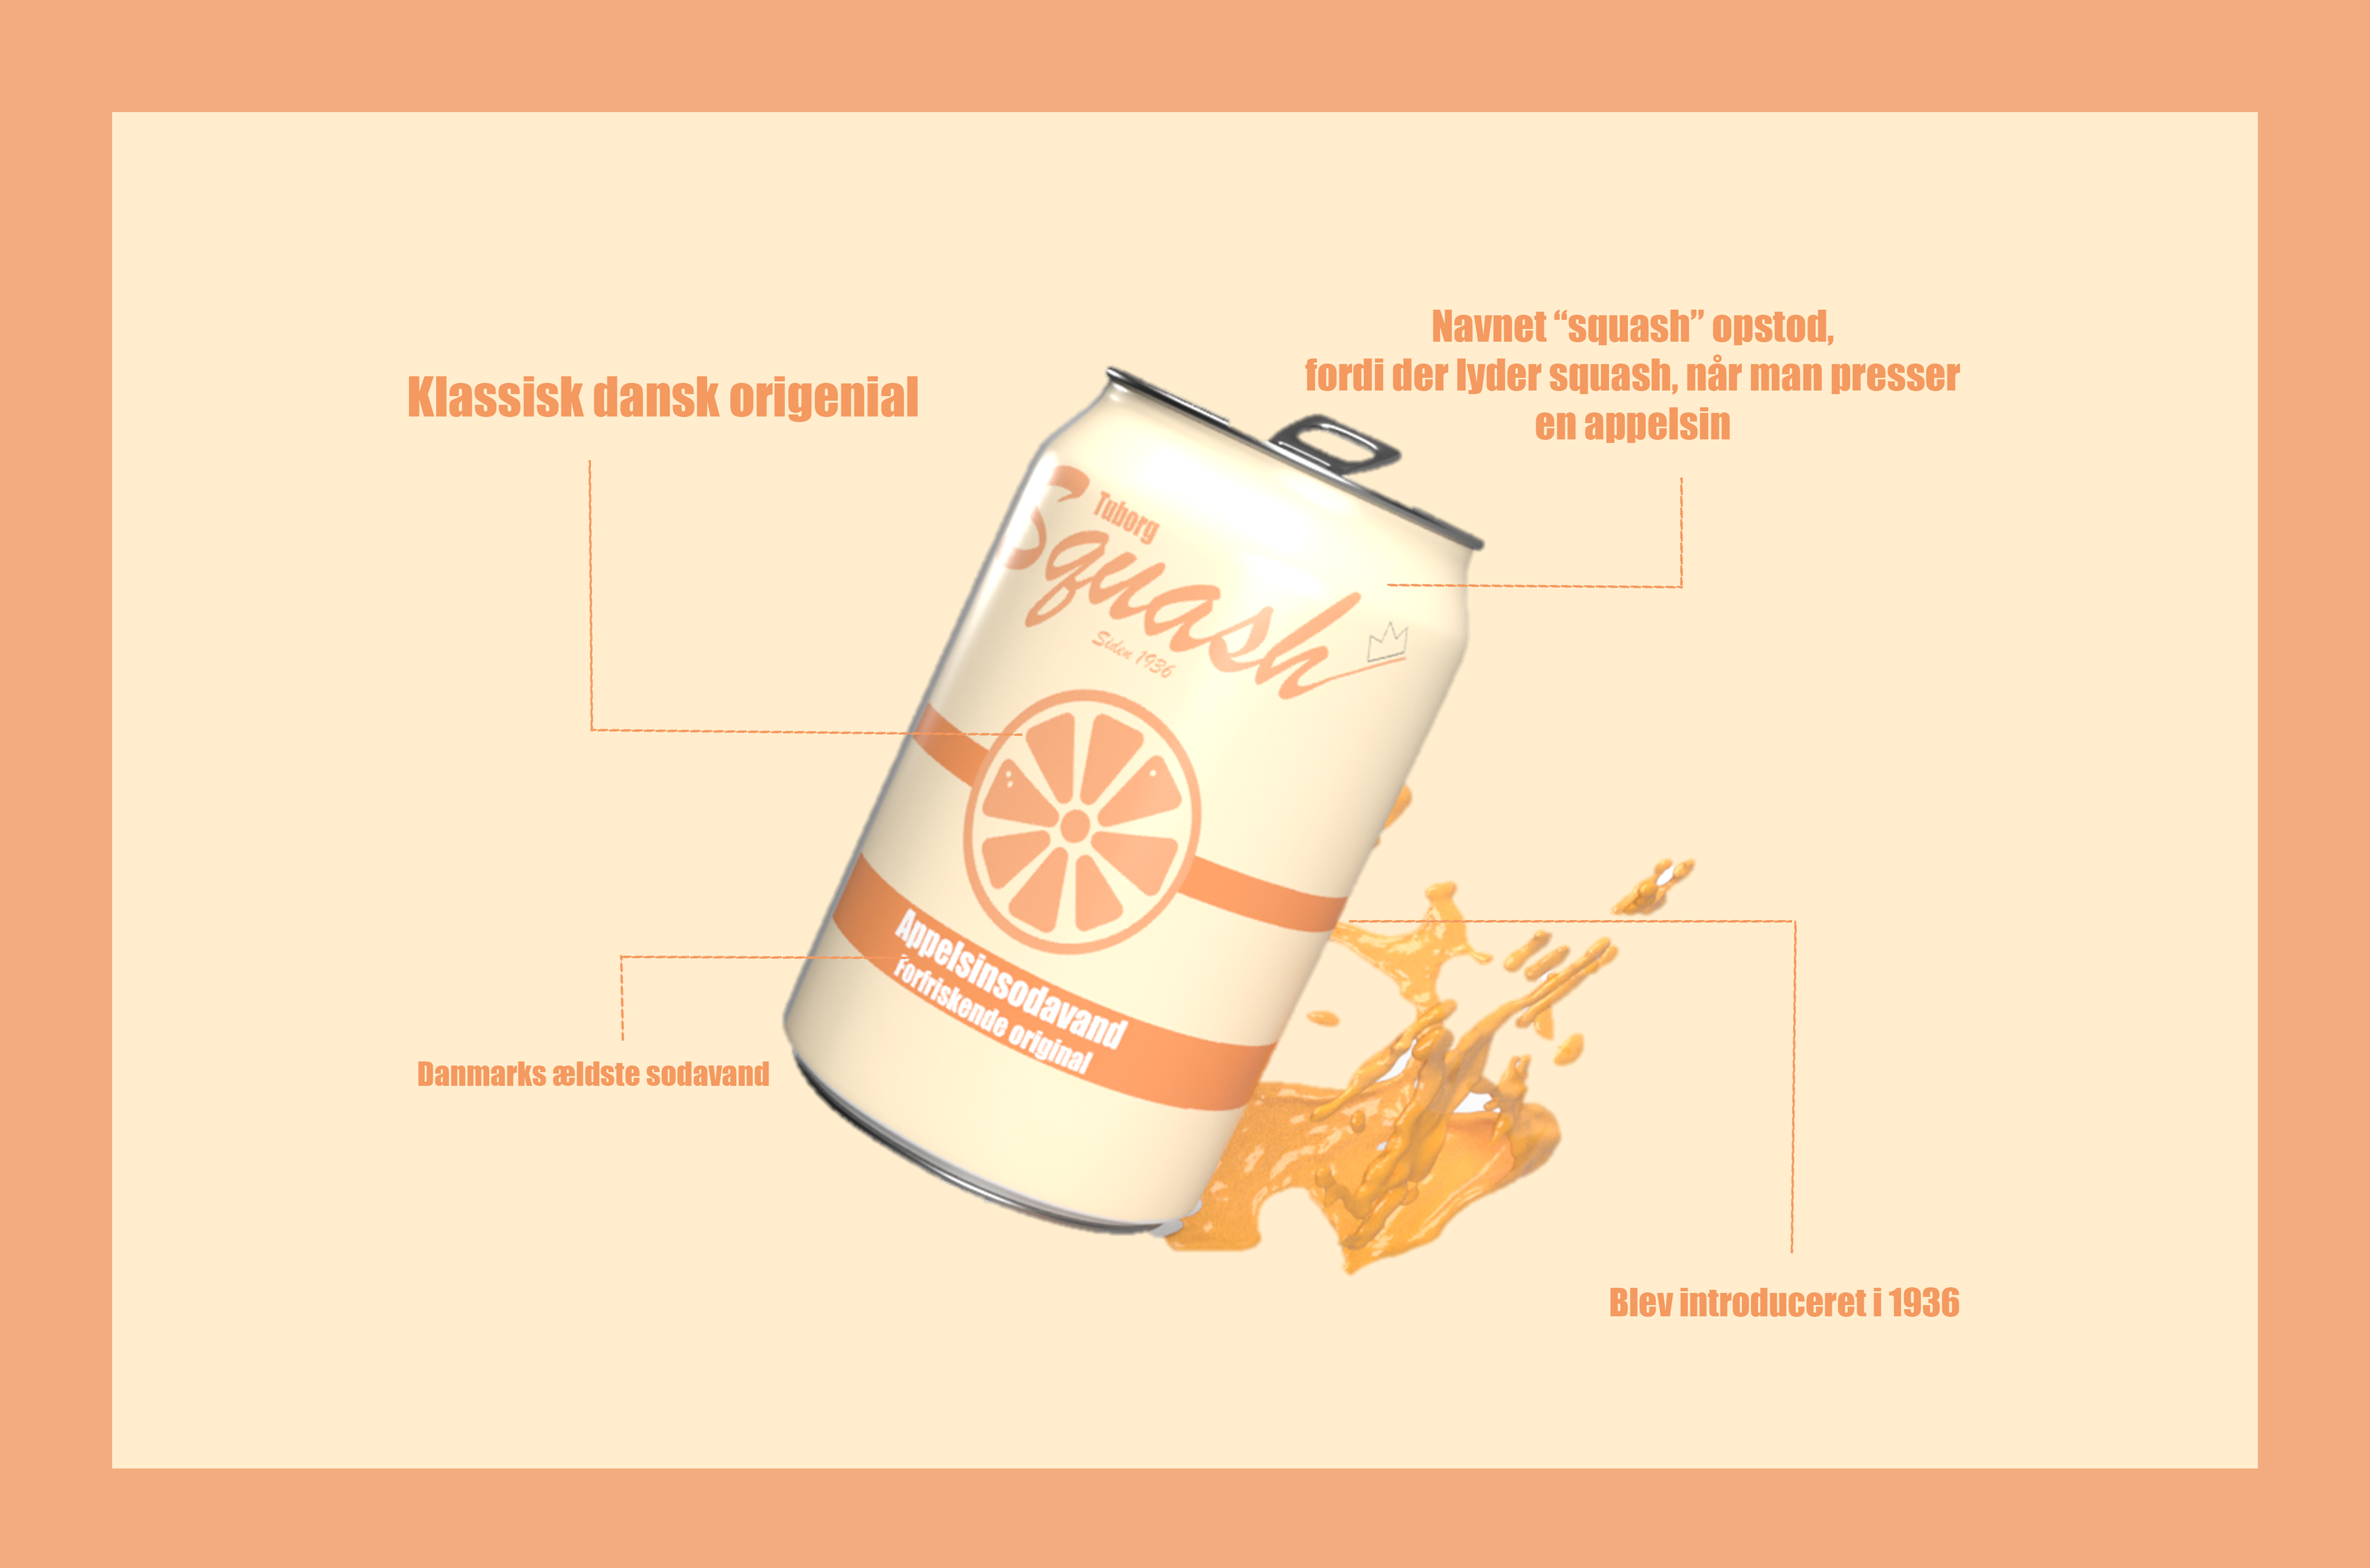 Klassisk dansk origenial
Navnet “squash” opstod,
fordi der lyder squash, når man presser
en appelsin
Tuborg
Squash
Siden 1936
Appelsinsodavand
Forfriskende original
Danmarks ældste sodavand
Blev introduceret i 1936